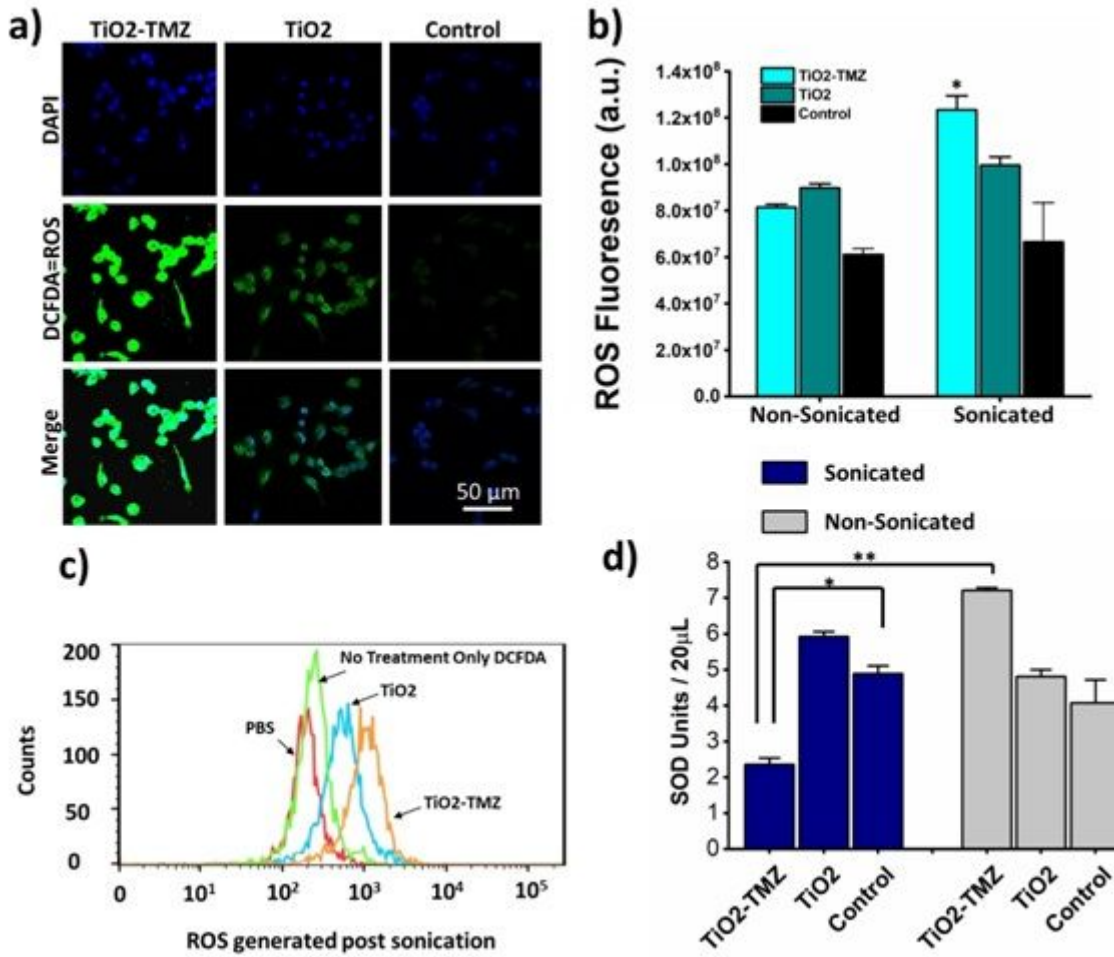 a)
TiO2-TMZ TiO2 Control
DAPI
DCFDA=ROS
Merge
50 µm
b)
ROS Fluoresence (a.u.)
1.4x10⁸
1.2x10⁸
1.0x10⁸
8.0x10⁷
6.0x10⁷
4.0x10⁷
2.0x10⁷
0.0
TiO2-TMZ
TiO2
Control
*
Non-Sonicated Sonicated
c)
Counts
200
150
100
50
0
No Treatment Only DCFDA
TiO2
PBS
TiO2-TMZ
0 10¹ 10² 10³ 10⁴ 10⁵
ROS generated post sonication
Sonicated
Non-Sonicated
d)
SOD Units / 20µL
8
7
6
5
4
3
2
1
0
**
*
TiO2-TMZ TiO2 Control TiO2-TMZ TiO2 Control